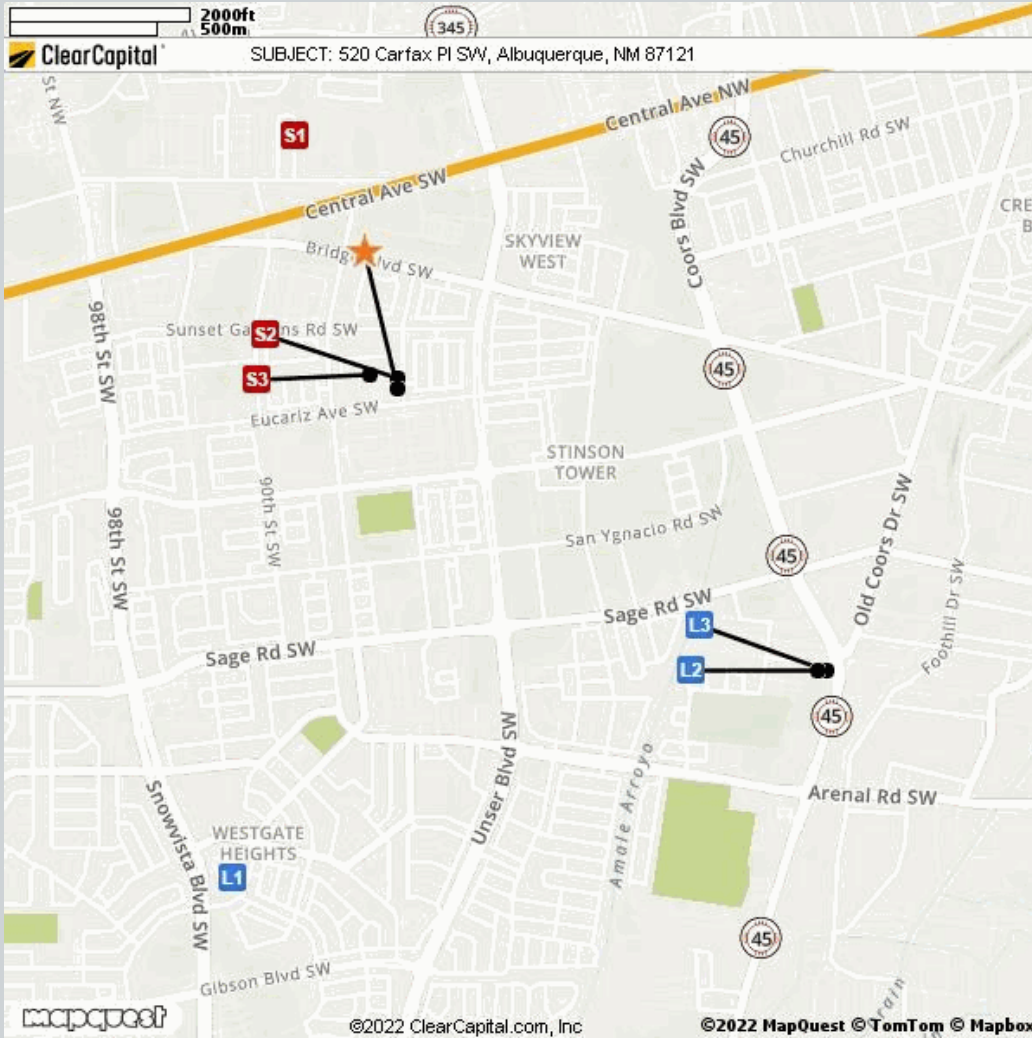 2000ft
500m
345
ClearCapital
SUBJECT: 520 Carfax Pl SW, Albuquerque, NM 87121
St NW
S1
Central Ave NW
45
Churchill Rd SW
Central Ave SW
Coors Blvd SW
CRE
B
SKYVIEW
WEST
Blvd SW
98th St SW
Sunset Ga
ns Rd SW
S2
S3
45
Eucariz Ave SW
STINSON
TOWER
90th St SW
98th St SW
San Ygnacio Rd SW
Old Coors Dr SW
45
Foothill Dr SW
Sage Rd SW
L3
Sage Rd SW
L2
45
Unser Blvd SW
Amole Arroyo
Arenal Rd SW
Snowvista Blvd SW
WESTGATE
HEIGHTS
L1
45
Gibson Blvd SW
rain
mapquest
©2022 ClearCapital.com, Inc
©2022 MapQuest © TomTom © Mapbox